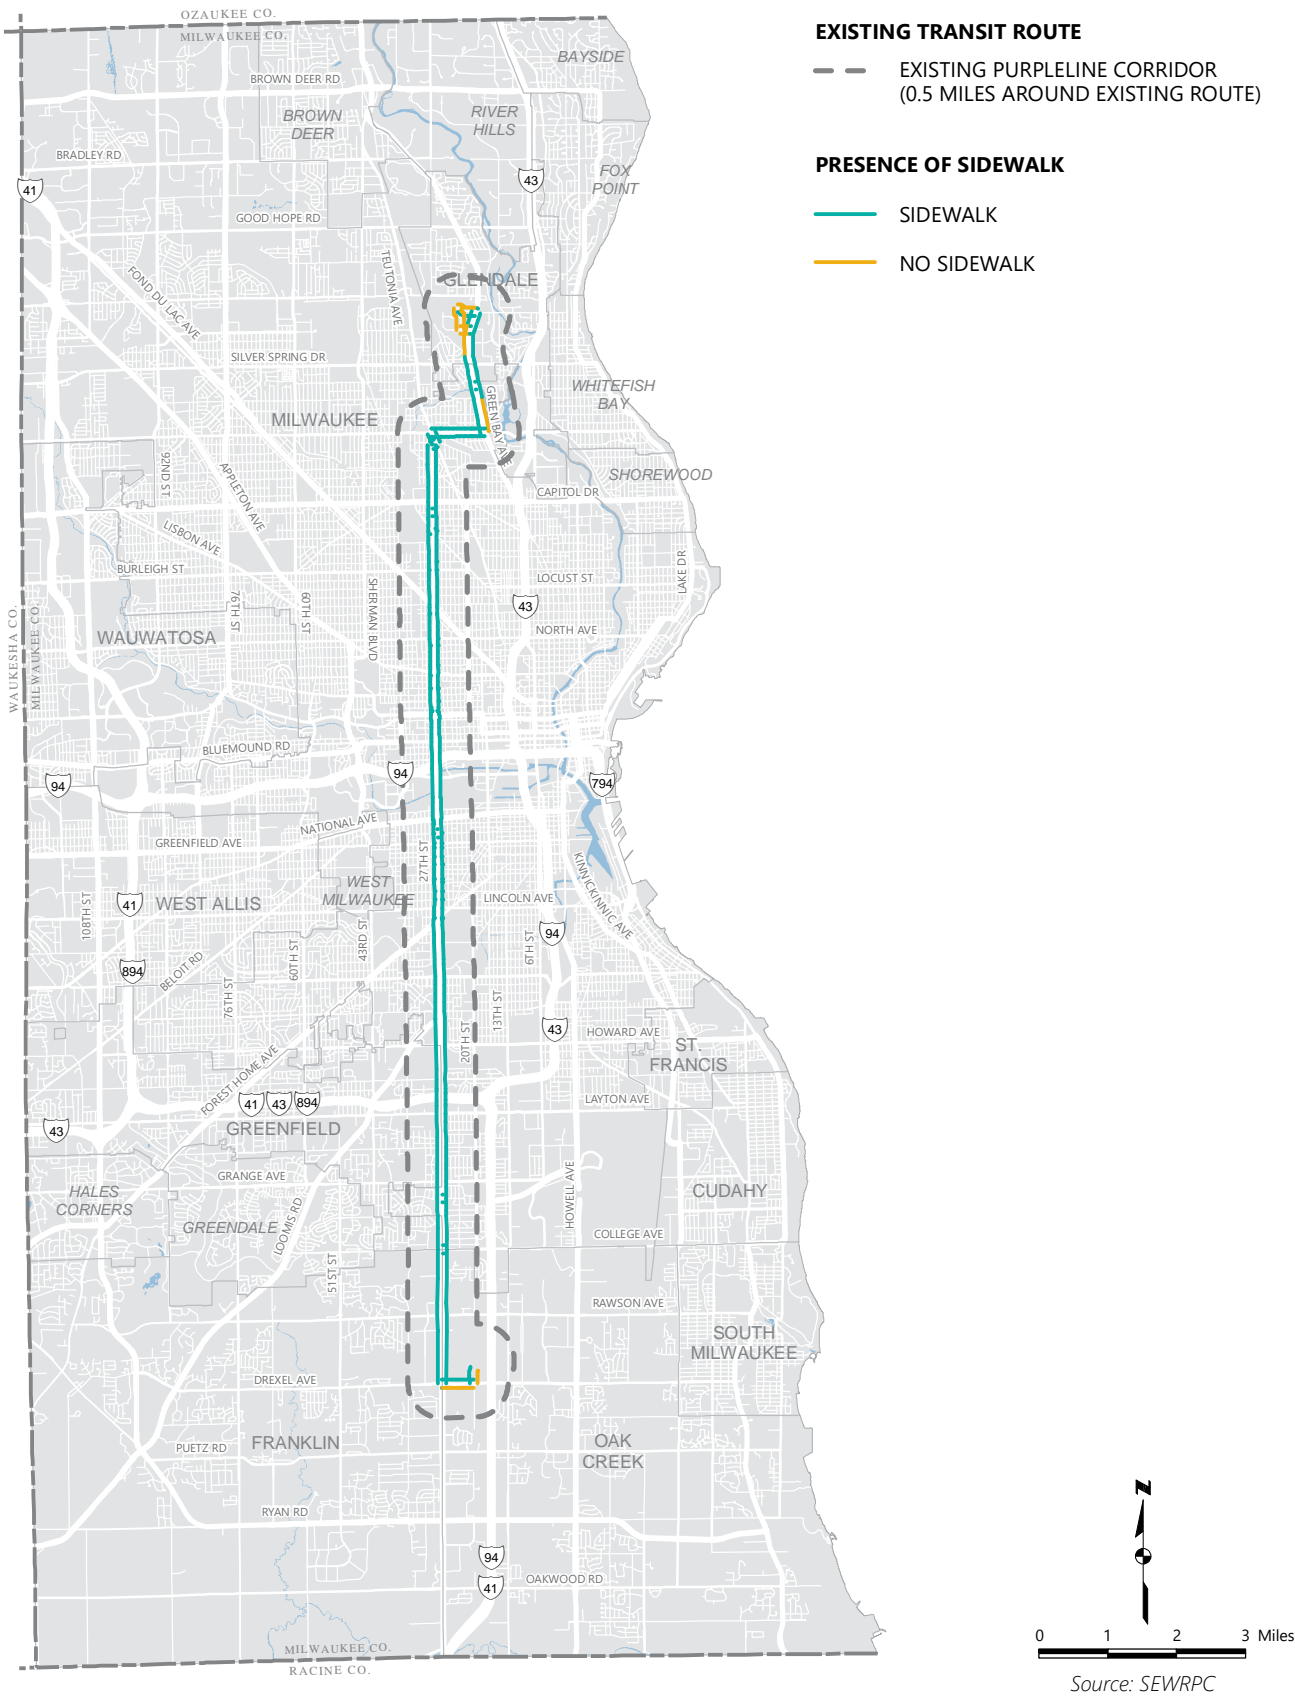 OZAUKEE CO.
MILWAUKEE CO.
EXISTING TRANSIT ROUTE
EXISTING PURPLELINE CORRIDOR
(0.5 MILES AROUND EXISTING ROUTE)
PRESENCE OF SIDEWALK
SIDEWALK
NO SIDEWALK
BAYSIDE
BROWN DEER RD
BROWN
DEER
RIVER
HILLS
BRADLEY RD
FOX
POINT
41
43
GOOD HOPE RD
TEUTONIA AVE
FOND DU LAC AVE
GLENDALE
SILVER SPRING DR
WHITEFISH
BAY
GREEN BAY AVE
MILWAUKEE
92ND ST
APPLETON AVE
SHOREWOOD
CAPITOL DR
LISBON AVE
BURLEIGH ST
LOCUST ST
LAKE DR
76TH ST
60TH ST
SHERMAN BLVD
43
NORTH AVE
WAUWATOSA
WAUKESHA CO.
MILWAUKEE CO.
BLUEMOUND RD
94
94
794
NATIONAL AVE
GREENFIELD AVE
27TH ST
KINNICKINNIC AVE
WEST
MILWAUKEE
LINCOLN AVE
108TH ST
41
WEST ALLIS
43RD ST
60TH ST
6TH ST
94
894
BELOIT RD
76TH ST
13TH ST
20TH ST
43
HOWARD AVE
ST.
FRANCIS
FOREST HOME AVE
41
43
894
LAYTON AVE
43
GREENFIELD
GRANGE AVE
HOWELL AVE
HALES
CORNERS
CUDAHY
GREENDALE
LOOMIS RD
COLLEGE AVE
51ST ST
RAWSON AVE
SOUTH
MILWAUKEE
DREXEL AVE
PUETZ RD
FRANKLIN
OAK
CREEK
RYAN RD
94
41
OAKWOOD RD
MILWAUKEE CO.
RACINE CO.
N
0 1 2 3 Miles
Source: SEWRPC